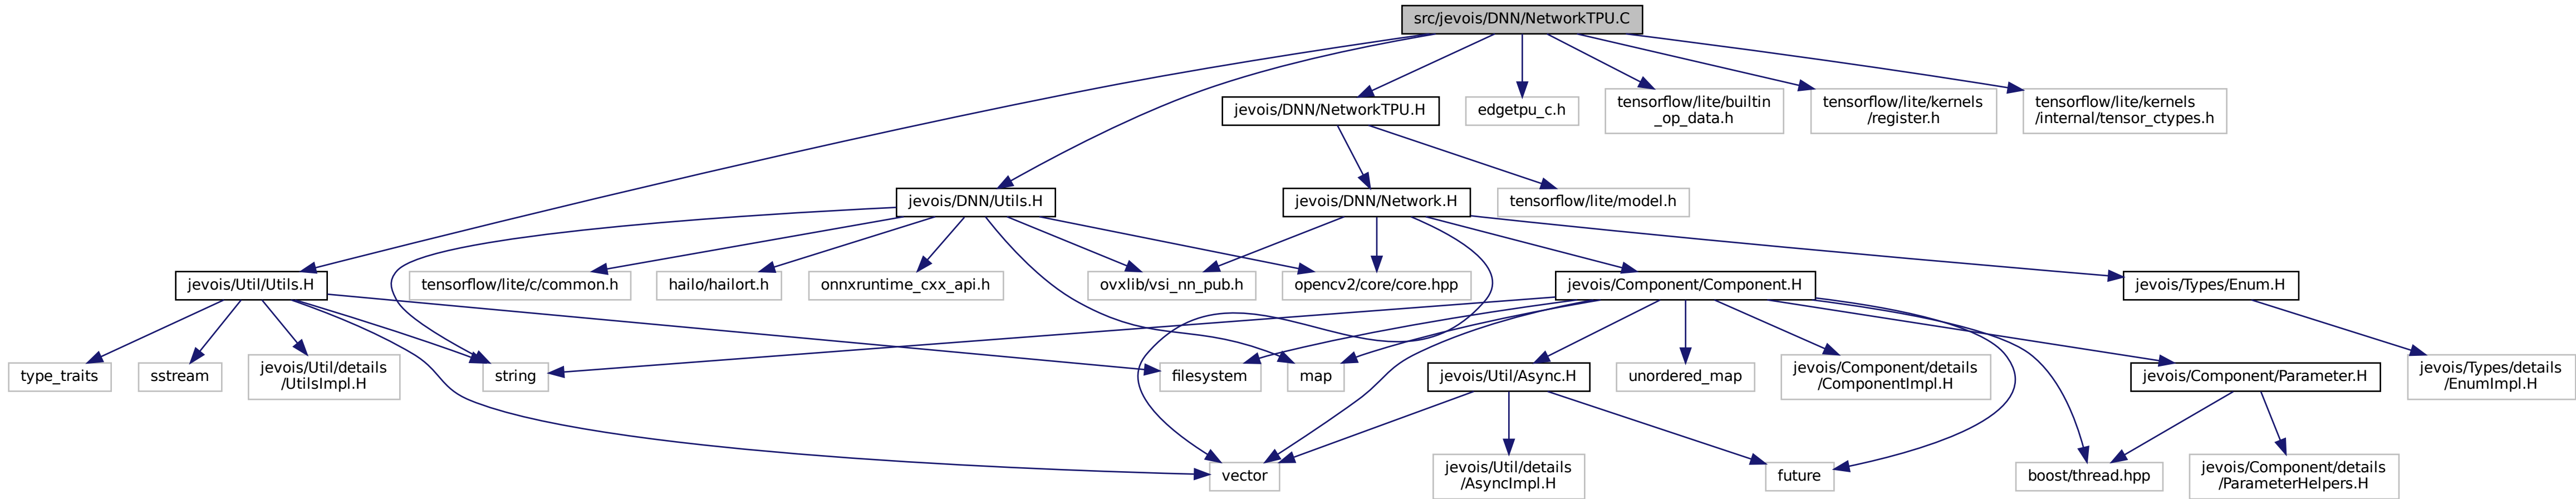 src/jevois/DNN/NetworkTPU.C
jevois/DNN/NetworkTPU.H
edgetpu_c.h
tensorflow/lite/builtin
_op_data.h
tensorflow/lite/kernels
/register.h
tensorflow/lite/kernels
/internal/tensor_ctypes.h
jevois/DNN/Utils.H
jevois/DNN/Network.H
tensorflow/lite/model.h
jevois/Util/Utils.H
tensorflow/lite/c/common.h
hailo/hailort.h
onnxruntime_cxx_api.h
ovxlib/vsi_nn_pub.h
opencv2/core/core.hpp
jevois/Component/Component.H
jevois/Types/Enum.H
type_traits
sstream
jevois/Util/details
/UtilsImpl.H
string
filesystem
map
jevois/Util/Async.H
unordered_map
jevois/Component/details
/ComponentImpl.H
jevois/Component/Parameter.H
jevois/Types/details
/EnumImpl.H
vector
jevois/Util/details
/AsyncImpl.H
future
boost/thread.hpp
jevois/Component/details
/ParameterHelpers.H